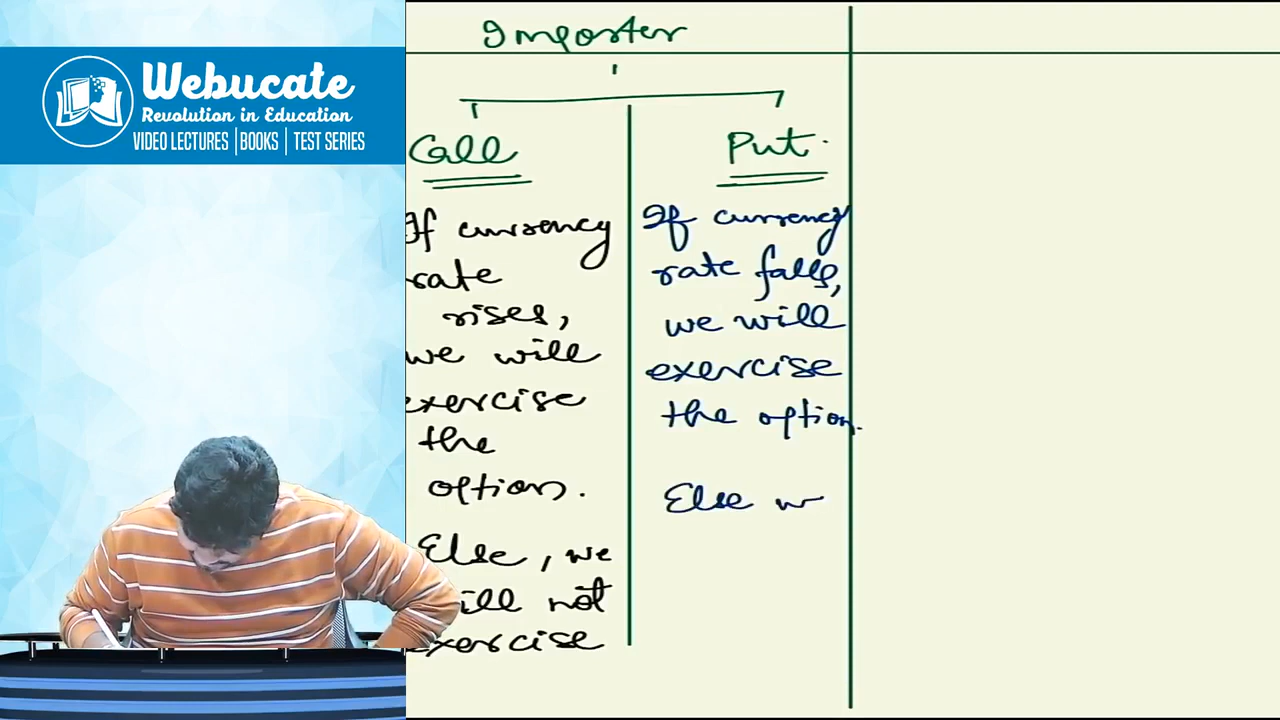 Webucate
Revolution in Education
VIDEO LECTURES | BOOKS | TEST SERIES
Importer
Call
If currency
rate
rises,
we will
exercise
the
option.
Else, we
ill not
exercise
Put.
If currency
rate falls,
we will
exercise
the option.
Else w